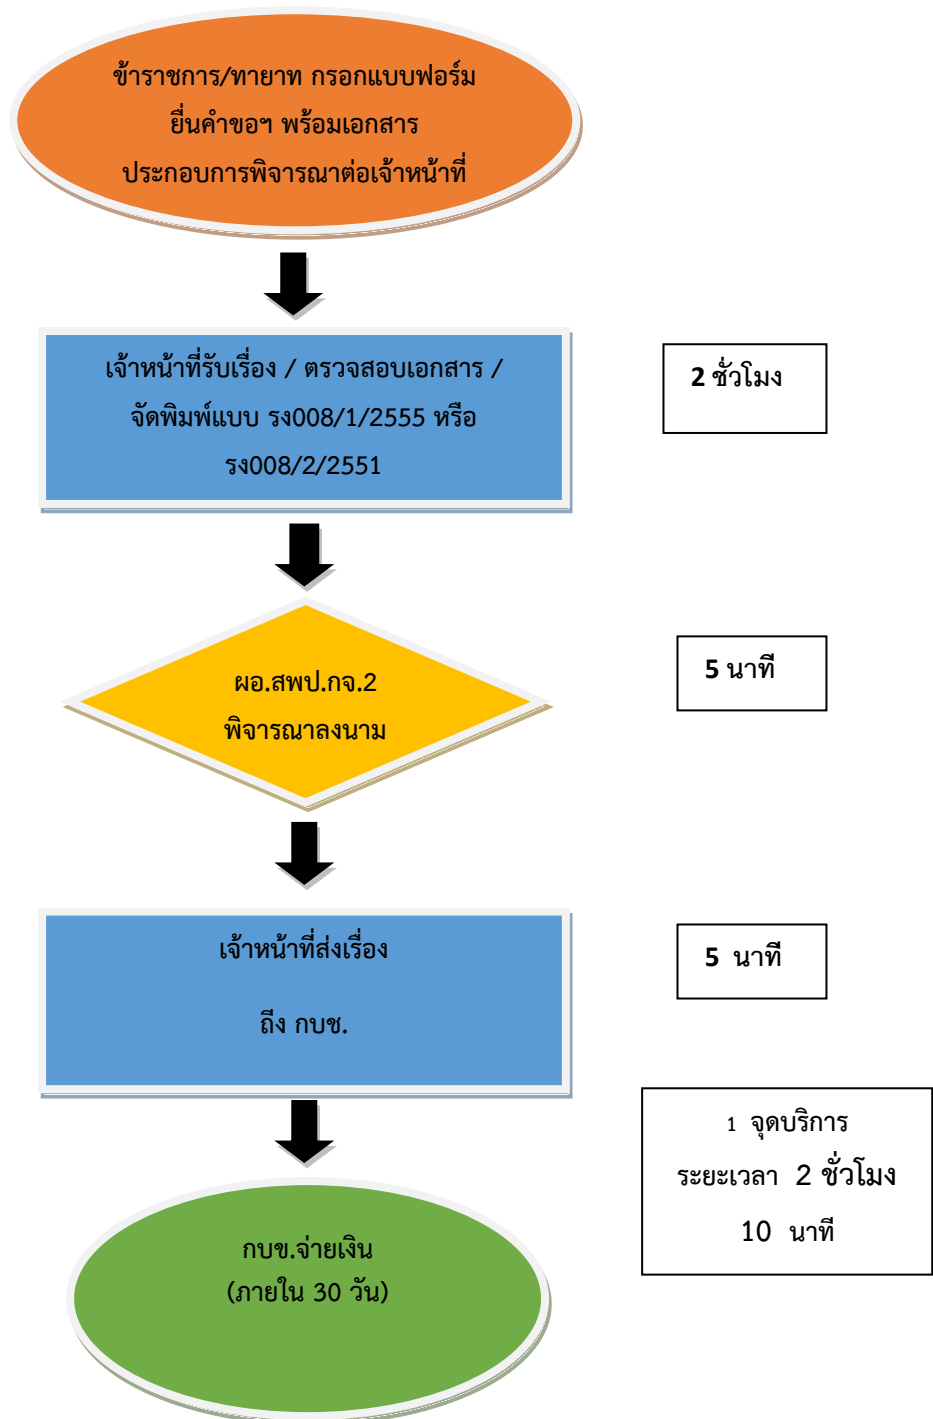 ข้าราชการ/ทายาท กรอกแบบฟอร์ม
ยื่นคำขอฯ พร้อมเอกสาร
ประกอบการพิจารณาต่อเจ้าหน้าที่
เจ้าหน้าที่รับเรื่อง / ตรวจสอบเอกสาร /
จัดพิมพ์แบบ รง008/1/2555 หรือ
รง008/2/2551
2 ชั่วโมง
ผอ.สพป.กจ.2
พิจารณาลงนาม
5 นาที
เจ้าหน้าที่ส่งเรื่อง
ถึง กบช.
5 นาที
1 จุดบริการ
ระยะเวลา 2 ชั่วโมง
10 นาที
กบข.จ่ายเงิน
(ภายใน 30 วัน)